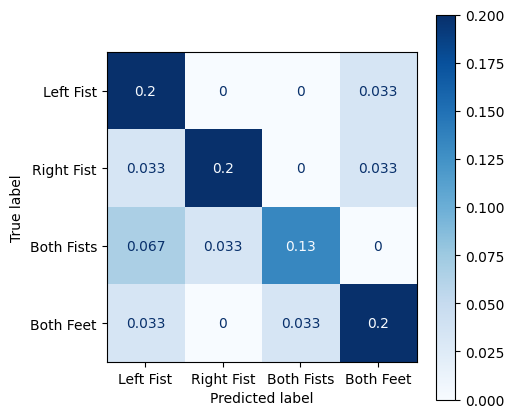 True label
Left Fist 0.2 0 0 0.033
Right Fist 0.033 0.2 0 0.033
Both Fists 0.067 0.033 0.13 0
Both Feet 0.033 0 0.033 0.2
Left Fist Right Fist Both Fists Both Feet
Predicted label
0.200
0.175
0.150
0.125
0.100
0.075
0.050
0.025
0.000